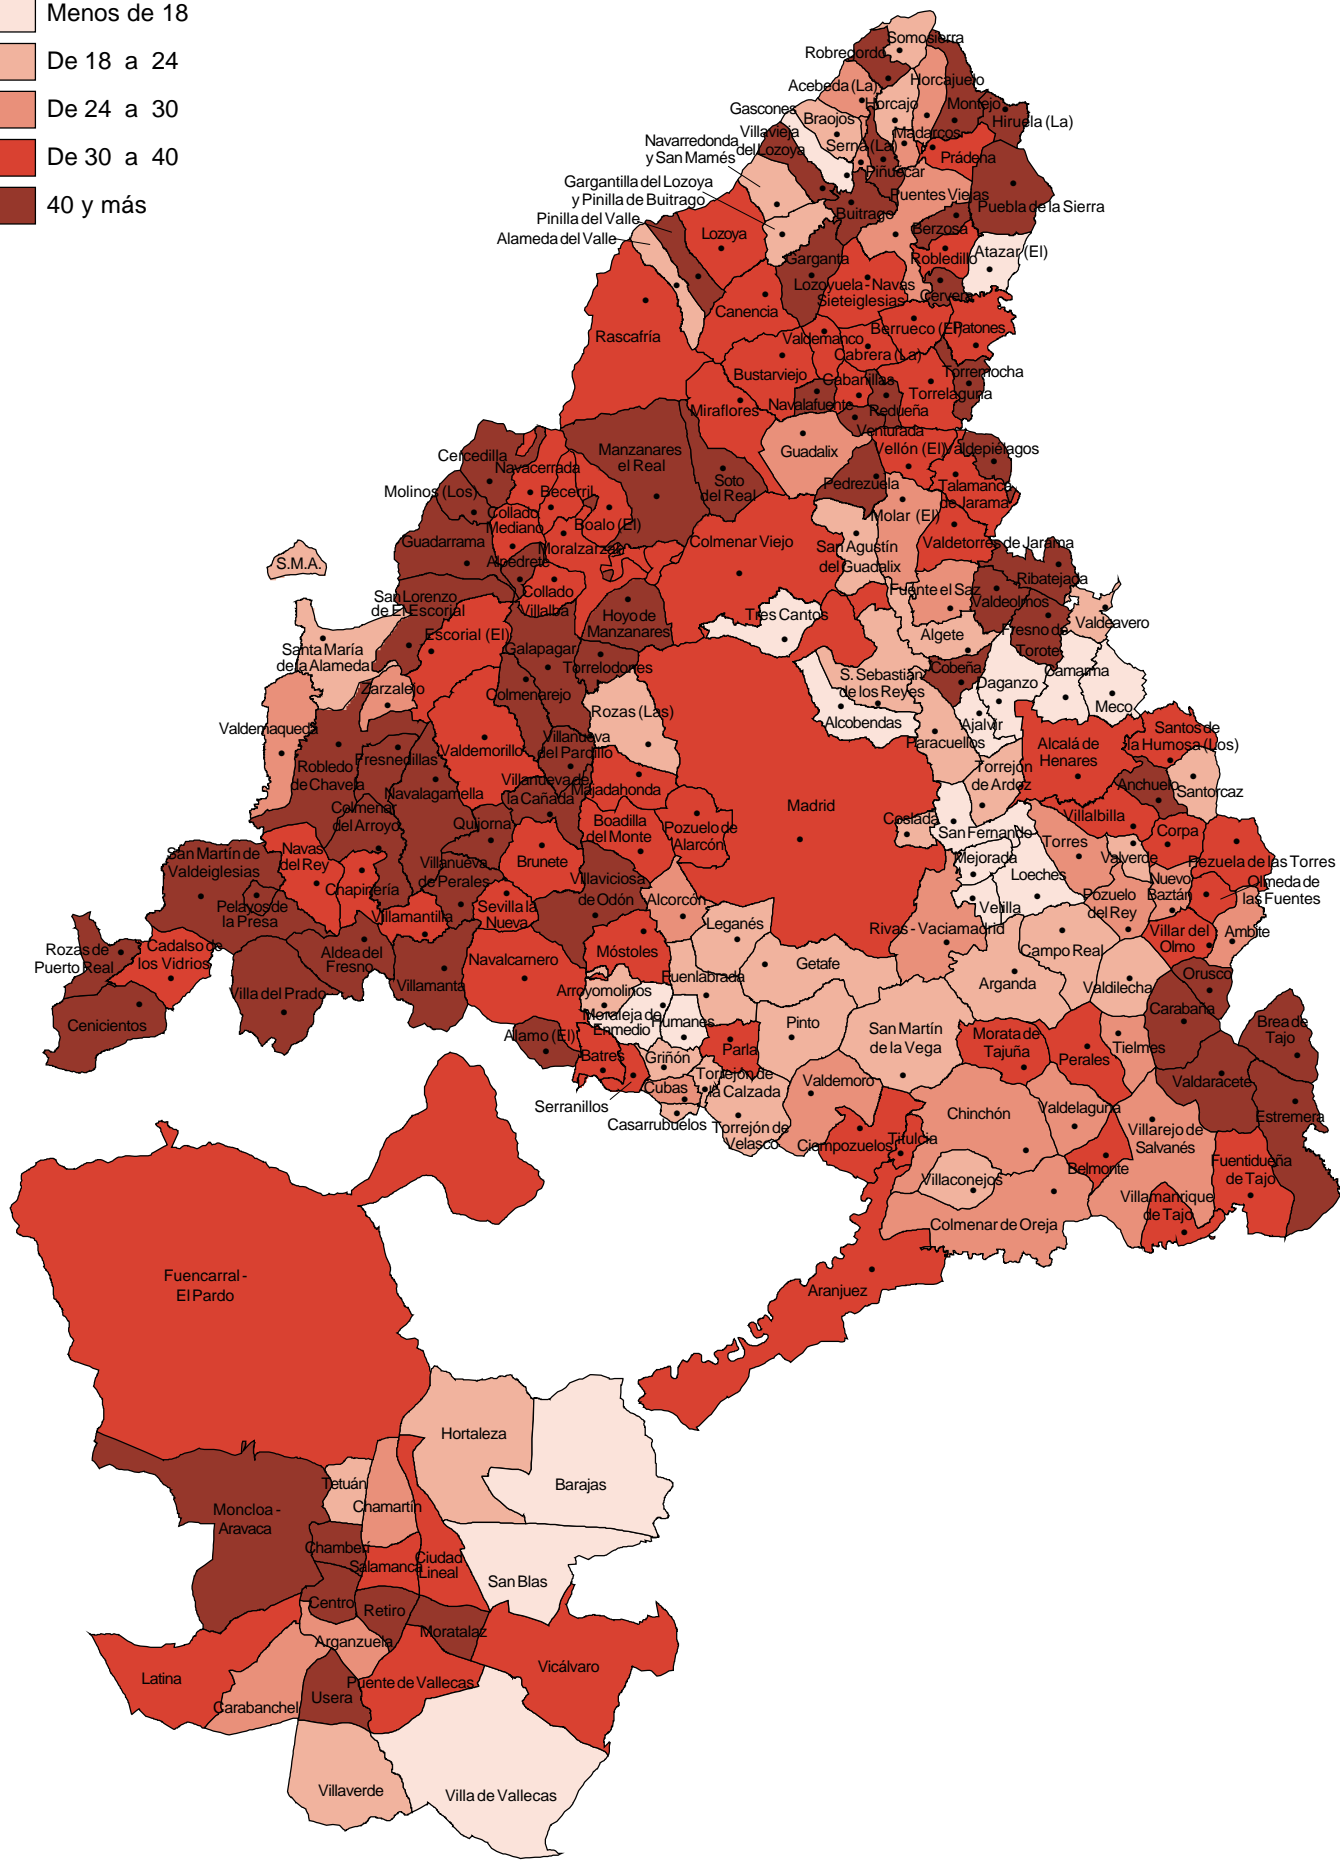 Menos de 18
De 18 a 24
De 24 a 30
De 30 a 40
40 y más
Somosierra
Robregordo
Acebeda (La)
Horcajuelo
Gascones
Horcajo
Montejo
Braojos
Hiruela (La)
Villavieja
del Lozoya
Madarcos
Navarredonda
y San Mamés
Serna (La)
Prádena
Piñuécar
Gargantilla del Lozoya
y Pinilla de Buitrago
Puentes Viejas
Puebla de la Sierra
Buitrago
Pinilla del Valle
Berzosa
Alameda del Valle
Lozoya
Atazar (El)
Garganta
Robledillo
Lozoyuela - Navas
Sieteiglesias
Cervera
Canencia
Rascafría
Berrueco (El)
Patones
Valdemanco
Cabrera (La)
Bustarviejo
Cabanillas
Torremocha
Torrelaguna
Miraflores
Navalafuente
Redueña
Venturada
Guadalix
Vellón (El)
Valdepiélagos
Manzanares
el Real
Cercedilla
Navacerrada
Soto
del Real
Pedrezuela
Talamanca
de Jarama
Molinos (Los)
Becerril
Collado
Mediano
Boalo (El)
Molar (El)
Guadarrama
Moralzarzal
Colmenar Viejo
San Agustín
del Guadalix
Valdetorres de Jarama
S.M.A.
Alpedrete
Ribatejada
Collado
Villalba
Fuente el Saz
San Lorenzo
de El Escorial
Valdeolmos
Hoyo de
Manzanares
Tres Cantos
Valdeavero
Escorial (El)
Algete
Fresno de
Torote
Santa María
de la Alameda
Galapagar
Torrelodones
Cobeña
Camarma
S. Sebastián
de los Reyes
Daganzo
Zarzalejo
Colmenarejo
Meco
Rozas (Las)
Alcobendas
Ajalvir
Valdemaqueda
Paracuellos
Santos de
la Humosa (Los)
Valdemorillo
Villanueva
del Pardillo
Alcalá de
Henares
Fresnedillas
Robledo
de Chavela
Torrejón
de Ardoz
Villanueva de
la Cañada
Majadahonda
Anchuelo
Santorcaz
Navalagamella
Madrid
Colmenar
del Arroyo
Villalbilla
Quijorna
Boadilla
del Monte
Pozuelo de
Alarcón
Coslada
San Fernando
Corpa
Navas
del Rey
San Martín de
Valdeiglesias
Torres
Brunete
Mejorada
Valverde
Pezuela de las Torres
Villanueva
de Perales
Loeches
Nuevo
Baztán
Olmeda de
las Fuentes
Chapinería
Villaviciosa
de Odón
Pozuelo
del Rey
Alcorcón
Velilla
Pelayos de
la Presa
Sevilla la
Nueva
Villamantilla
Leganés
Rivas - Vaciamadrid
Villar del
Olmo
Ambite
Rozas de
Puerto Real
Cadalso de
los Vidrios
Aldea del
Fresno
Móstoles
Campo Real
Navalcarnero
Getafe
Orusco
Fuenlabrada
Arganda
Villa del Prado
Villamanta
Arroyomolinos
Valdilecha
Carabaña
Cenicientos
Moraleja de
Enmedio
Humanes
Pinto
San Martín
de la Vega
Brea de
Tajo
Alamo (El)
Morata de
Tajuña
Tielmes
Batres
Griñón
Parla
Perales
Torrejón de
la Calzada
Valdemoro
Valdaracete
Cubas
Serranillos
Chinchón
Valdelaguna
Estremera
Casarrubuelos
Torrejón de
Velasco
Villarejo de
Salvanés
Ciempozuelos
Titulcia
Fuentidueña
de Tajo
Belmonte
Villaconejos
Villamanrique
de Tajo
Colmenar de Oreja
Fuencarral -
El Pardo
Aranjuez
Hortaleza
Barajas
Tetuán
Chamartín
Moncloa -
Aravaca
Chamberí
Salamanca
Ciudad
Lineal
San Blas
Centro
Retiro
Moratalaz
Arganzuela
Vicálvaro
Latina
Puente de Vallecas
Usera
Carabanchel
Villaverde
Villa de Vallecas